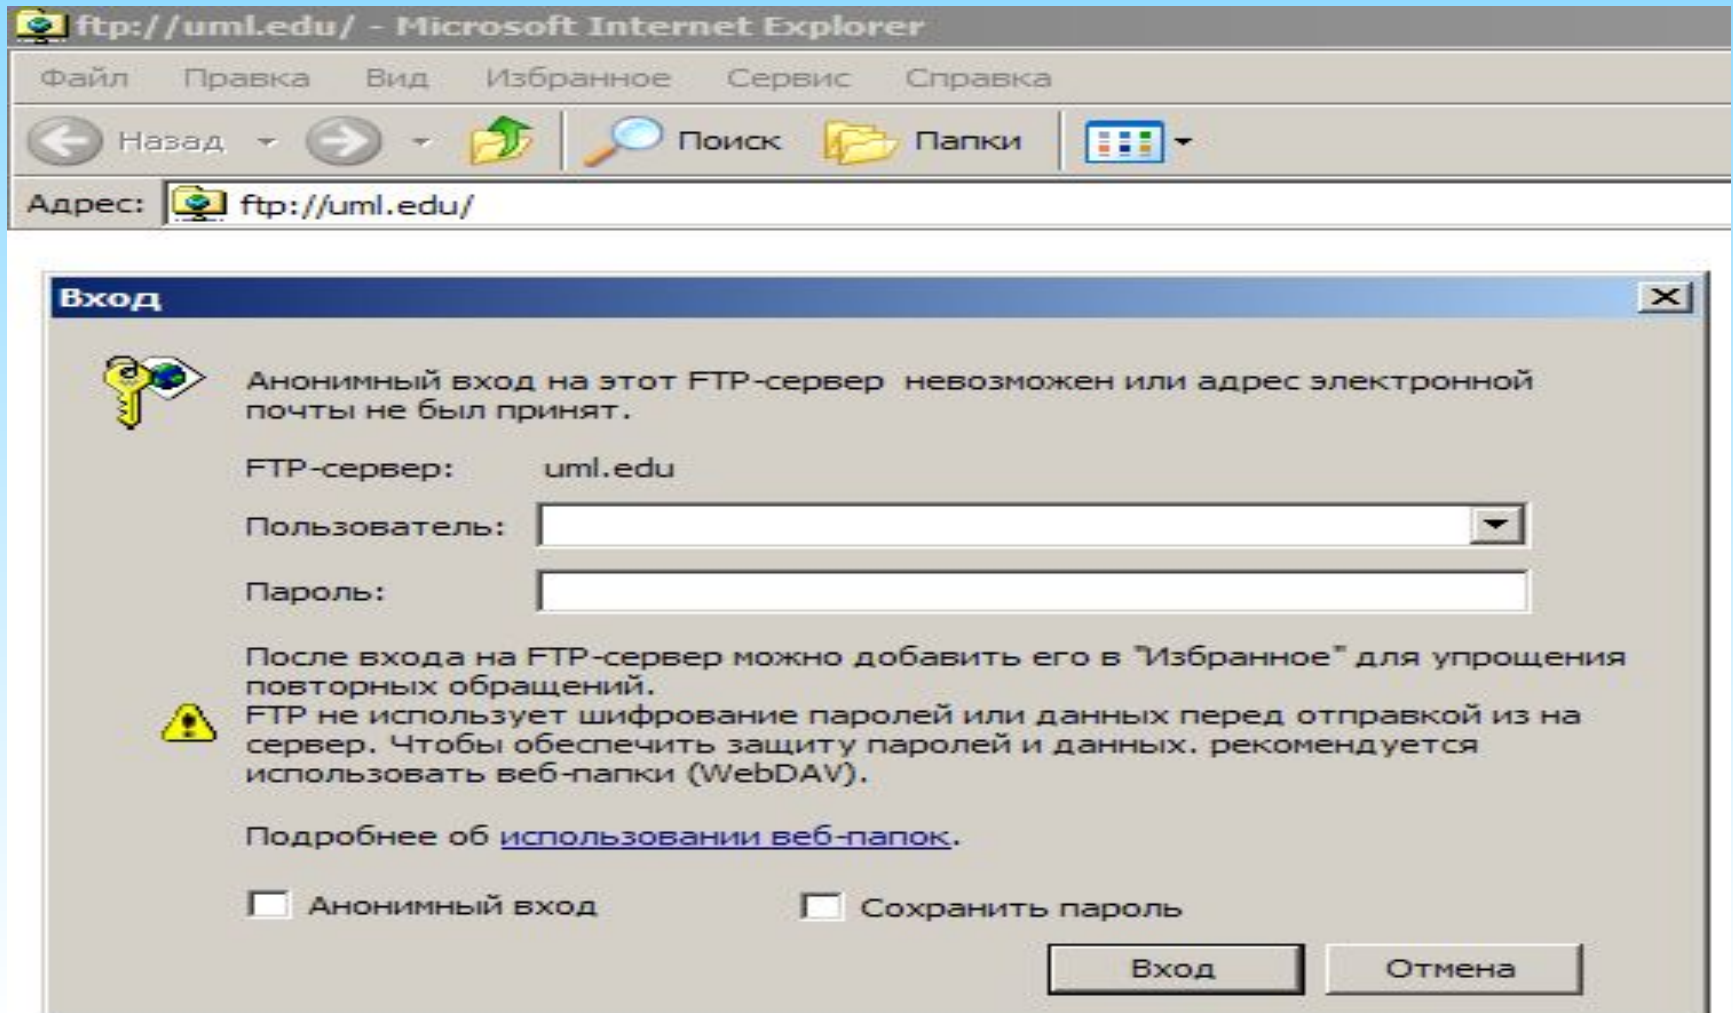 ftp://uml.edu/ - Microsoft Internet Explorer
Файл Правка Вид Избранное Сервис Справка
Назад Поиск Папки
Адрес: ftp://uml.edu/
Вход
Анонимный вход на этот FTP-сервер невозможен или адрес электронной
почты не был принят.
FTP-сервер: uml.edu
Пользователь:
Пароль:
После входа на FTP-сервер можно добавить его в "Избранное" для упрощения
повторных обращений.
FTP не использует шифрование паролей или данных перед отправкой из на
сервер. Чтобы обеспечить защиту паролей и данных. рекомендуется
использовать веб-папки (WebDAV).
Подробнее об использовании веб-папок.
Анонимный вход Сохранить пароль
Вход Отмена